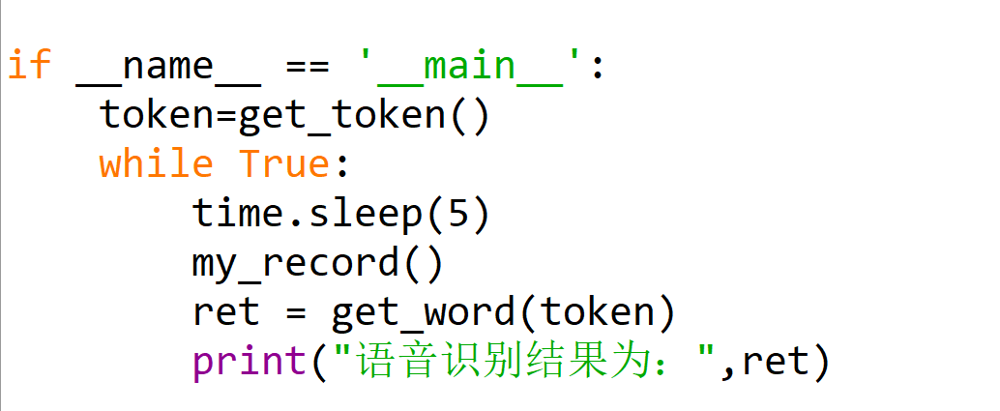 if __name__ == '__main__':
    token=get_token()
    while True:
        time.sleep(5)
        my_record()
        ret = get_word(token)
        print("语音识别结果为：",ret)